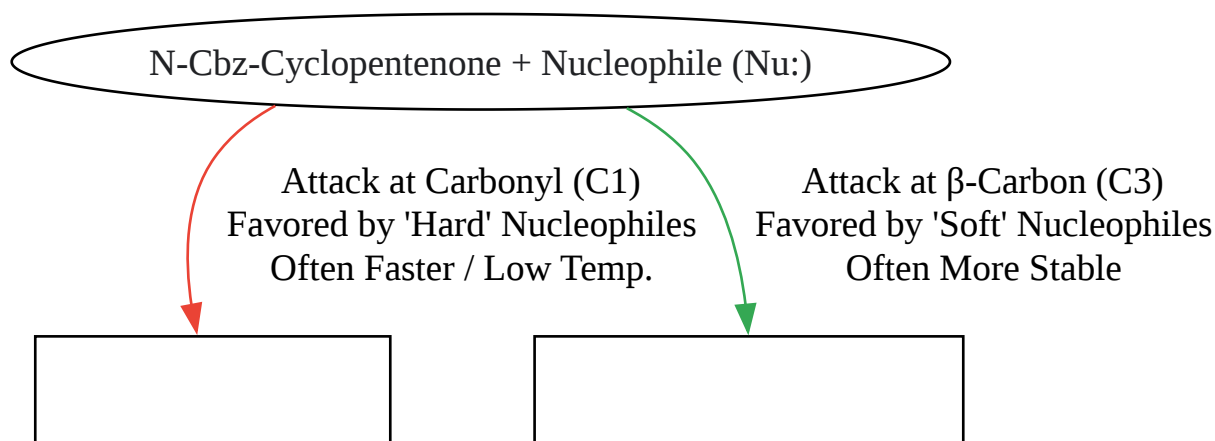 N-Cbz-Cyclopentenone + Nucleophile (Nu:)
Attack at Carbonyl (C1)
Favored by 'Hard' Nucleophiles
Often Faster / Low Temp.
Attack at β-Carbon (C3)
Favored by 'Soft' Nucleophiles
Often More Stable